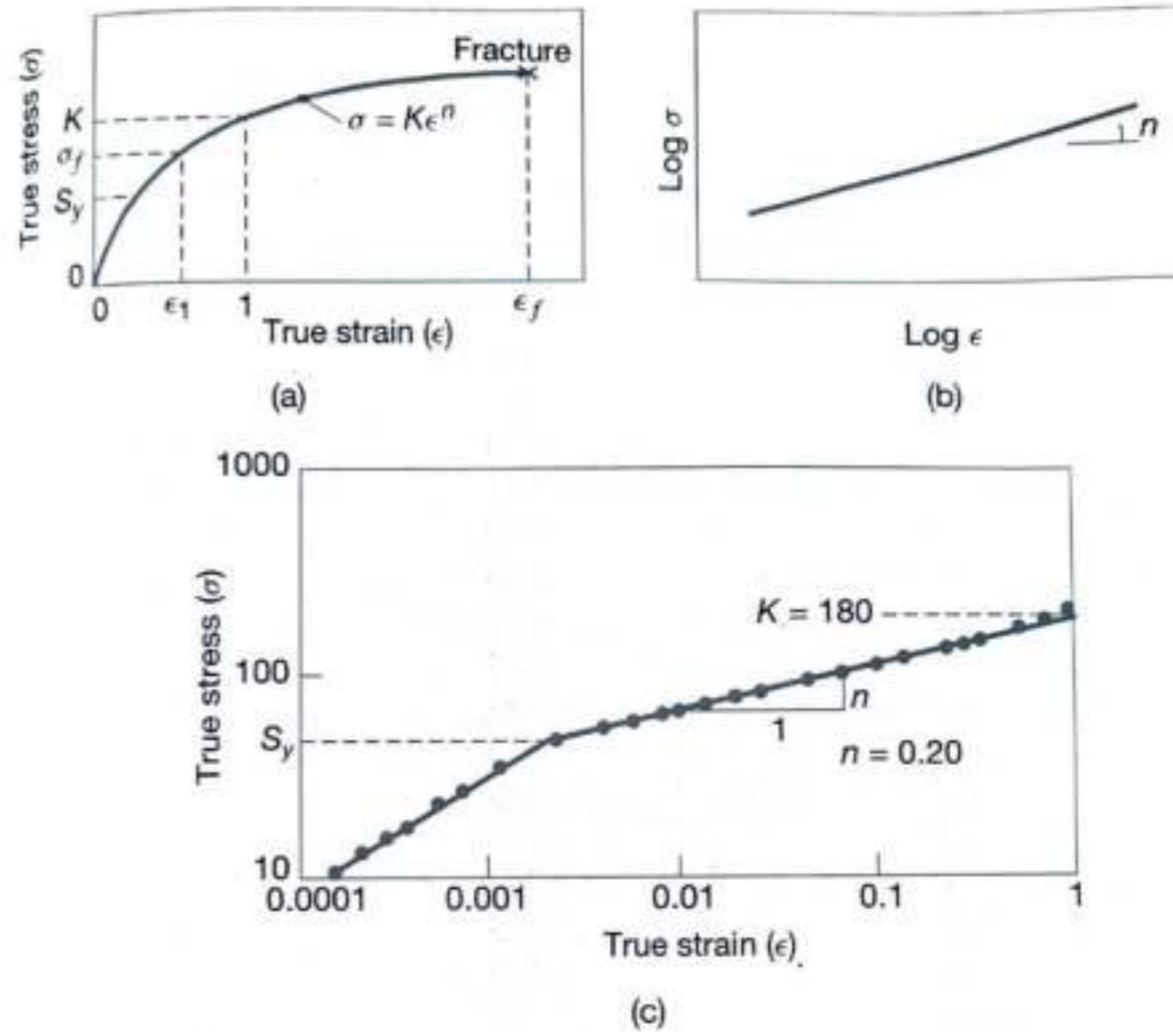 True stress (σ)
K
σf
Sy
0
Fracture
σ = Kϵⁿ
0
ϵ1
1
ϵf
True strain (ϵ)
(a)
Log σ
n
Log ϵ
(b)
True stress (σ)
1000
100
Sy
10
K = 180
n
1
n = 0.20
0.0001
0.001
0.01
0.1
1
True strain (ϵ)
(c)